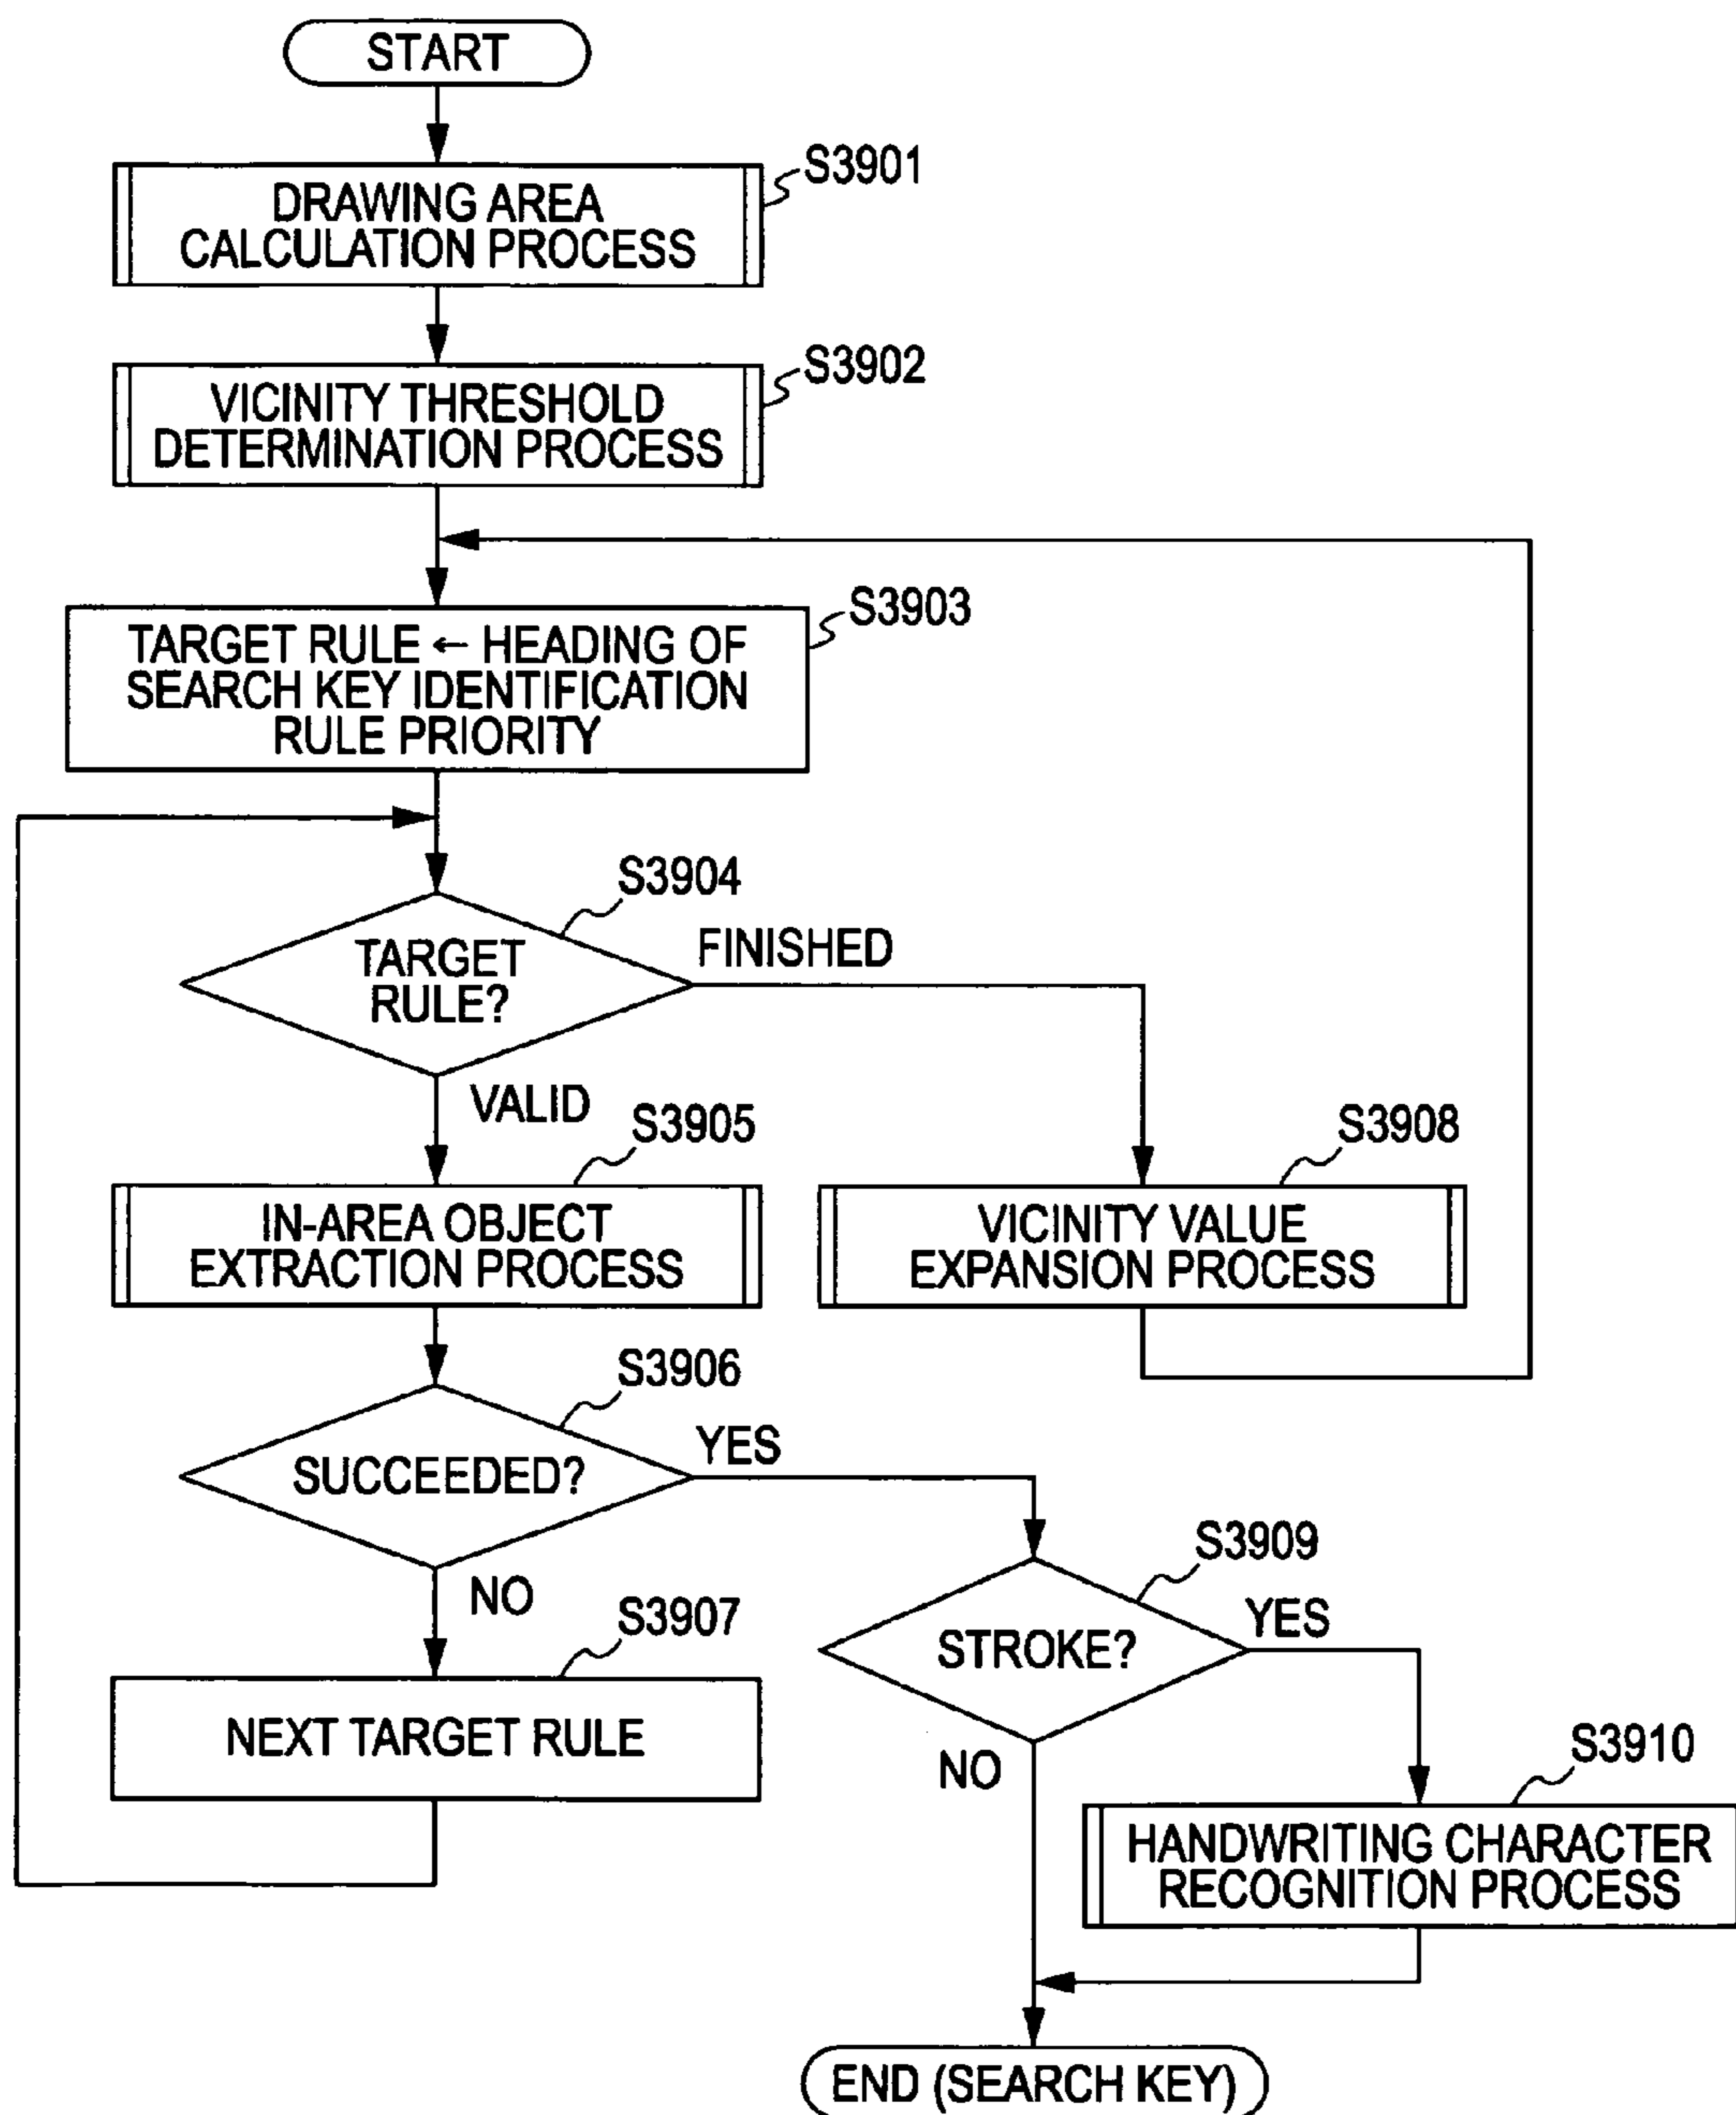 START
S3901
DRAWING AREA
CALCULATION PROCESS
S3902
VICINITY THRESHOLD
DETERMINATION PROCESS
S3903
TARGET RULE ← HEADING OF
SEARCH KEY IDENTIFICATION
RULE PRIORITY
S3904
TARGET
RULE?
FINISHED
VALID
S3905
IN-AREA OBJECT
EXTRACTION PROCESS
S3908
VICINITY VALUE
EXPANSION PROCESS
S3906
SUCCEEDED?
YES
NO
S3907
NEXT TARGET RULE
S3909
STROKE?
YES
NO
S3910
HANDWRITING CHARACTER
RECOGNITION PROCESS
END (SEARCH KEY)